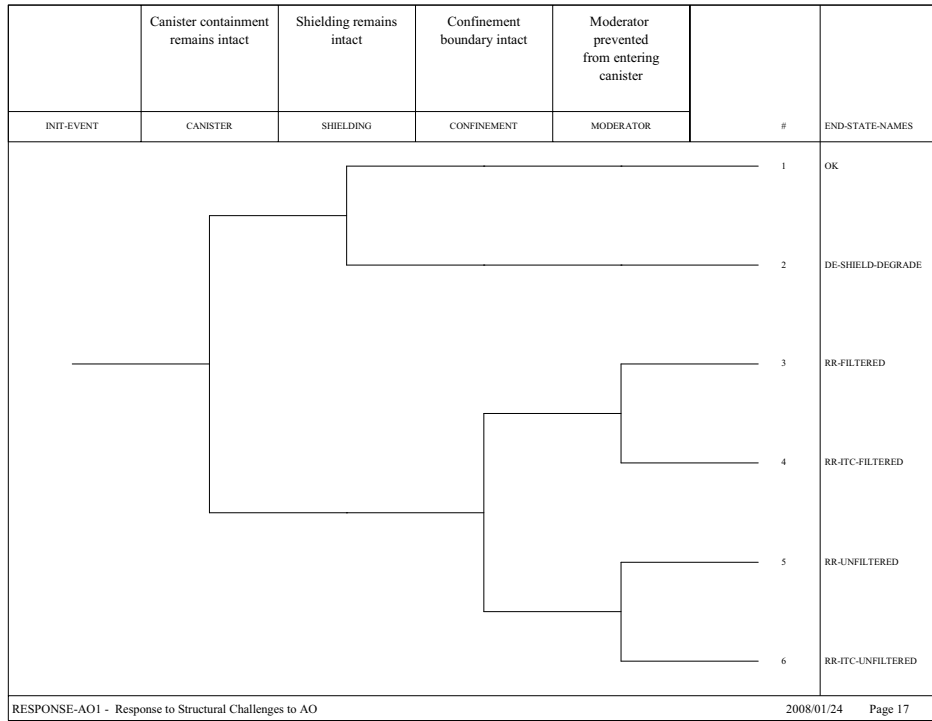 Canister containment
remains intact
Shielding remains
intact
Confinement
boundary intact
Moderator
prevented
from entering
canister
INIT-EVENT CANISTER SHIELDING CONFINEMENT MODERATOR # END-STATE-NAMES
1 OK
2 DE-SHIELD-DEGRADE
3 RR-FILTERED
4 RR-ITC-FILTERED
5 RR-UNFILTERED
6 RR-ITC-UNFILTERED
RESPONSE-AO1 - Response to Structural Challenges to AO 2008/01/24 Page 17